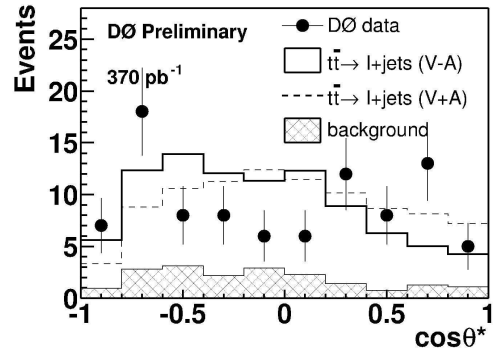 Events
25
20
15
10
5
0
DØ Preliminary
370 pb⁻¹
DØ data
tt̄→ l+jets (V-A)
tt̄→ l+jets (V+A)
background
-1 -0.5 0 0.5 1
cosθ*